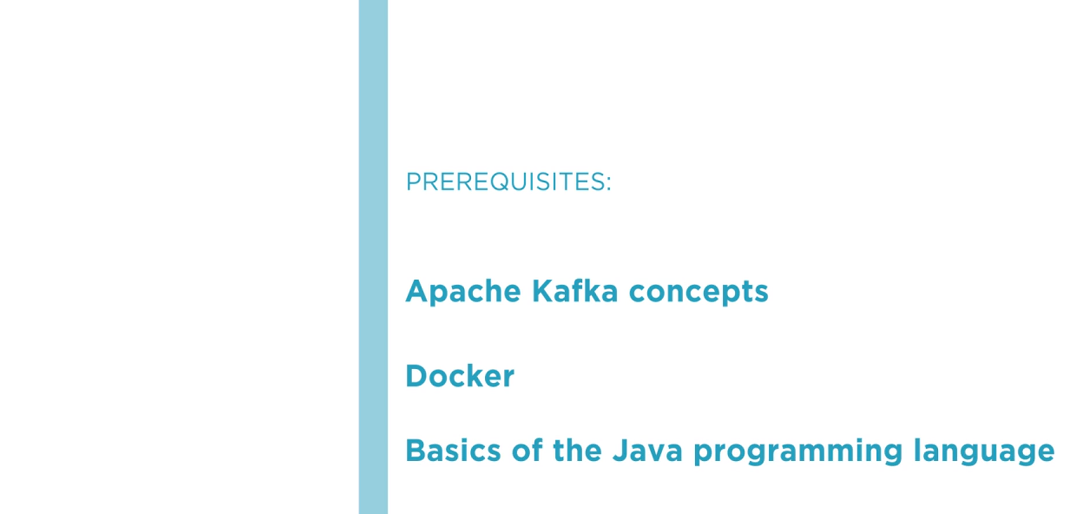 PREREQUISITES:
Apache Kafka concepts
Docker
Basics of the Java programming language